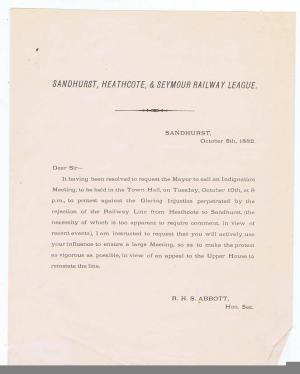 SANDHURST, HEATHCOTE, & SEYMOUR RAILWAY LEAGUE.
SANDHURST,
October 5th, 1882.
Dear Sir—
It having been resolved to request the Mayor to call an Indignation
Meeting, to be held in the Town Hall, on Tuesday, October 10th, at 8
p.m., to protest against the Glaring Injustice perpetrated by the
rejection of the Railway Line from Heathcote to Sandhurst, (the
necessity of which is too apparent to require comment, in view of
recent events), I am instructed to request that you will actively use
your influence to ensure a large Meeting, so as to make the protest
as vigorous as possible, in view of an appeal to the Upper House to
reinstate the line.
R. H. S. ABBOTT,
Hon. Sec.